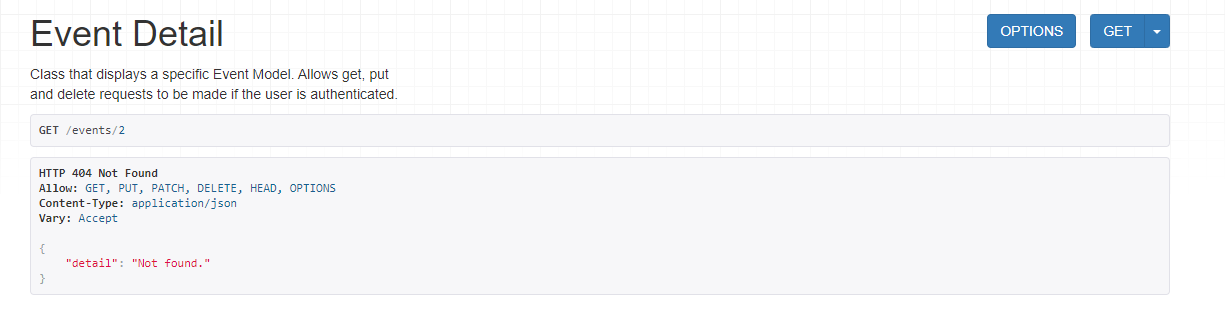 Event Detail
OPTIONS
GET
Class that displays a specific Event Model. Allows get, put
and delete requests to be made if the user is authenticated.
GET /events/2
HTTP 404 Not Found
Allow: GET, PUT, PATCH, DELETE, HEAD, OPTIONS
Content-Type: application/json
Vary: Accept
{
    "detail": "Not found."
}